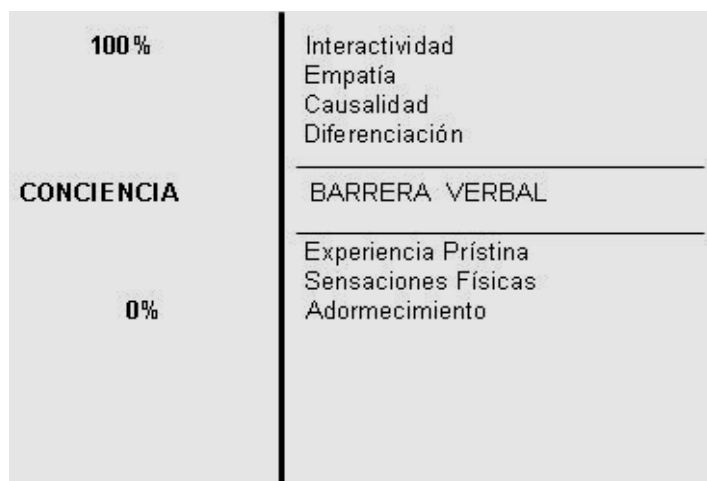 100%
Interactividad
Empatía
Causalidad
Diferenciación
CONCIENCIA
BARRERA VERBAL
Experiencia Prístina
Sensaciones Físicas
0%
Adormecimiento